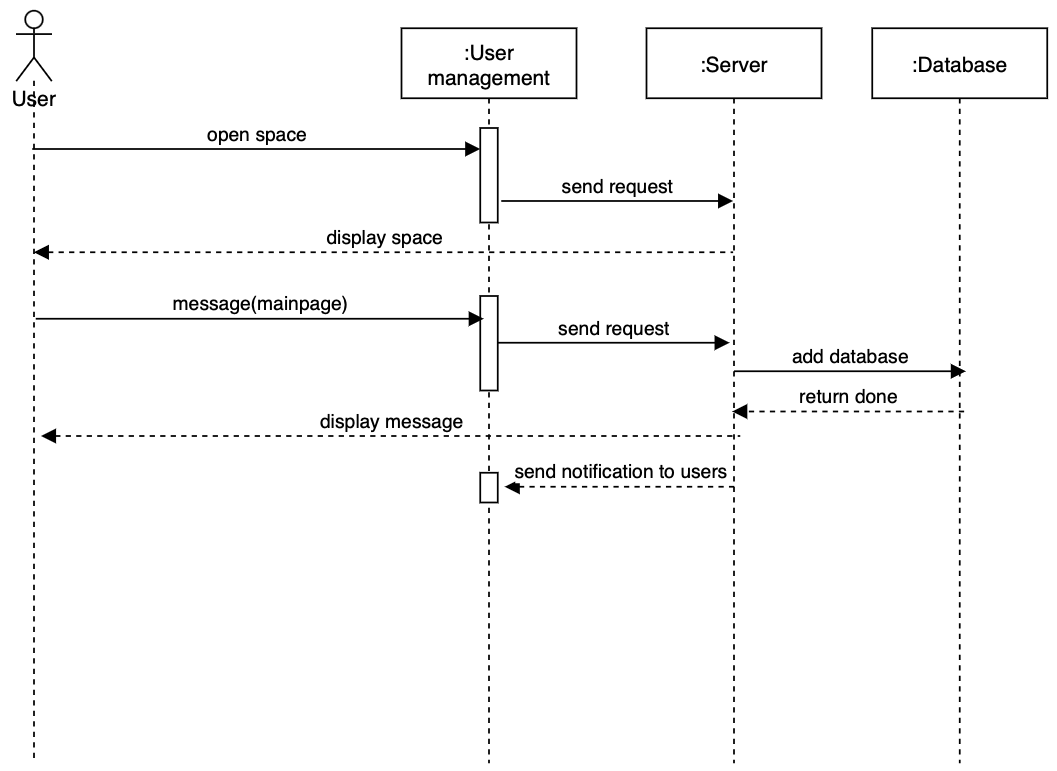 User
:User
management
:Server
:Database
open space
send request
display space
message(mainpage)
send request
add database
return done
display message
send notification to users